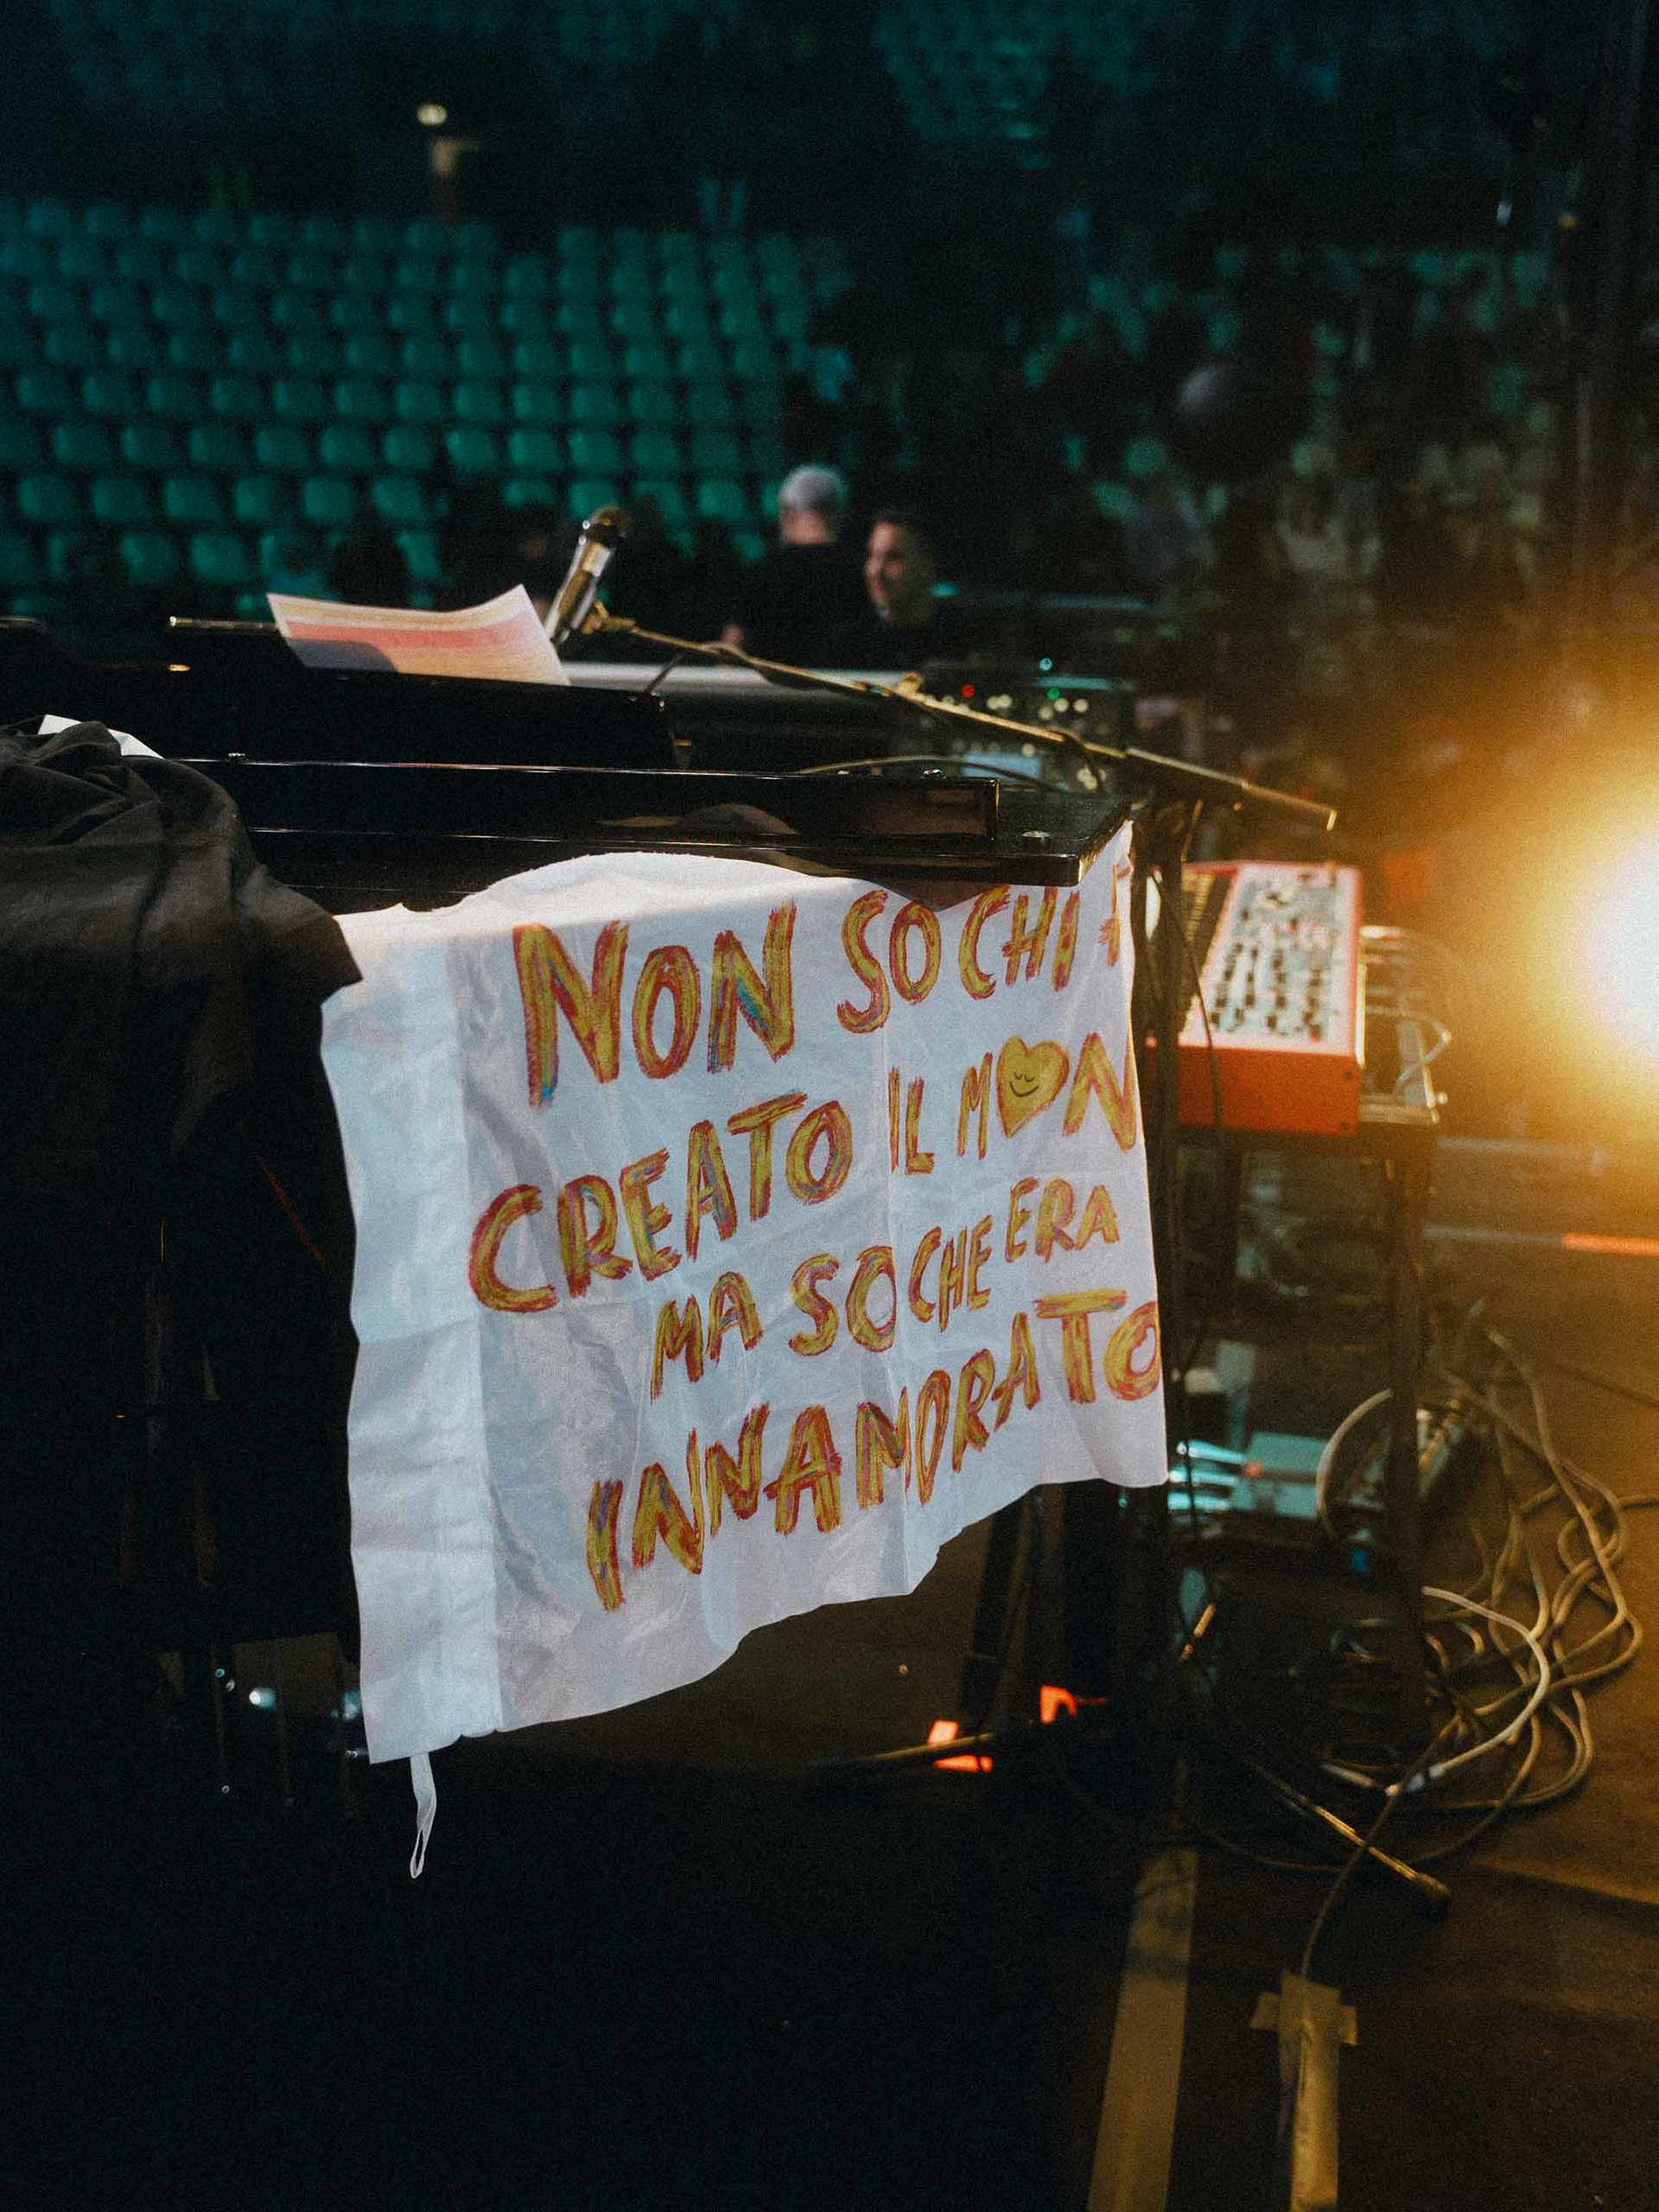 NON SO CHI
CREATO IL MON
MA SO CHE ERA
INNAMORATO